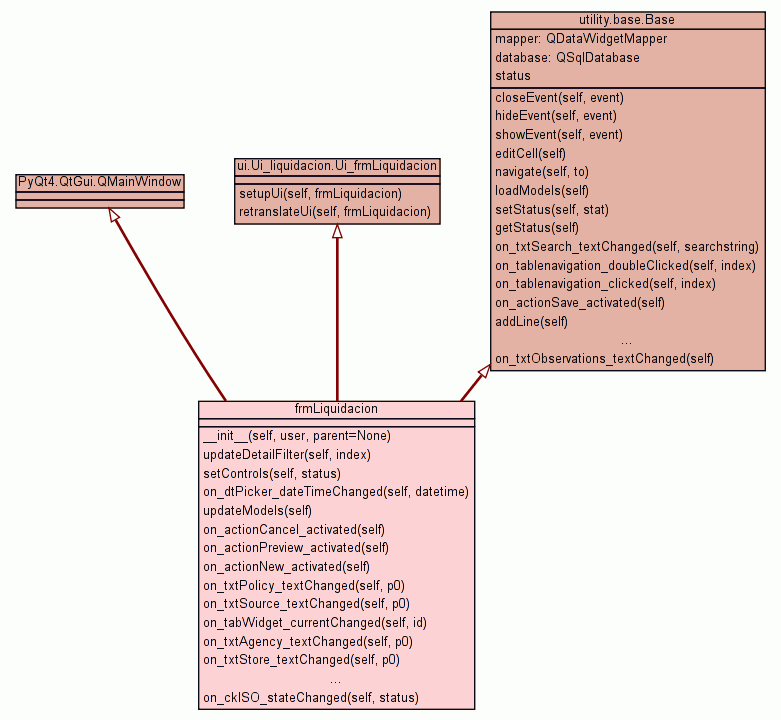 utility.base.Base
mapper: QDataWidgetMapper
database: QSqlDatabase
status
closeEvent(self, event)
hideEvent(self, event)
showEvent(self, event)
editCell(self)
navigate(self, to)
loadModels(self)
setStatus(self, stat)
getStatus(self)
on_txtSearch_textChanged(self, searchstring)
on_tablenavigation_doubleClicked(self, index)
on_tablenavigation_clicked(self, index)
on_actionSave_activated(self)
addLine(self)
...
on_txtObservations_textChanged(self)
ui.Ui_liquidacion.Ui_frmLiquidacion
setupUi(self, frmLiquidacion)
retranslateUi(self, frmLiquidacion)
PyQt4.QtGui.QMainWindow
frmLiquidacion
__init__(self, user, parent=None)
updateDetailFilter(self, index)
setControls(self, status)
on_dtPicker_dateTimeChanged(self, datetime)
updateModels(self)
on_actionCancel_activated(self)
on_actionPreview_activated(self)
on_actionNew_activated(self)
on_txtPolicy_textChanged(self, p0)
on_txtSource_textChanged(self, p0)
on_tabWidget_currentChanged(self, id)
on_txtAgency_textChanged(self, p0)
on_txtStore_textChanged(self, p0)
...
on_ckISO_stateChanged(self, status)